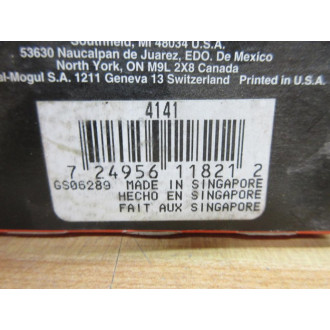 Southfield, MI 48034 U.S.A.
53630 Naucalpan de Juarez, EDO. De Mexico
North York, ON M9L 2X8 Canada
al-Mogul S.A. 1211 Geneva 13 Switzerland Printed in U.S.A.
4141
7 24956 11821 2
GS06289 MADE IN SINGAPORE
HECHO EN SINGAPORE
FAIT AUX SINGAPORE